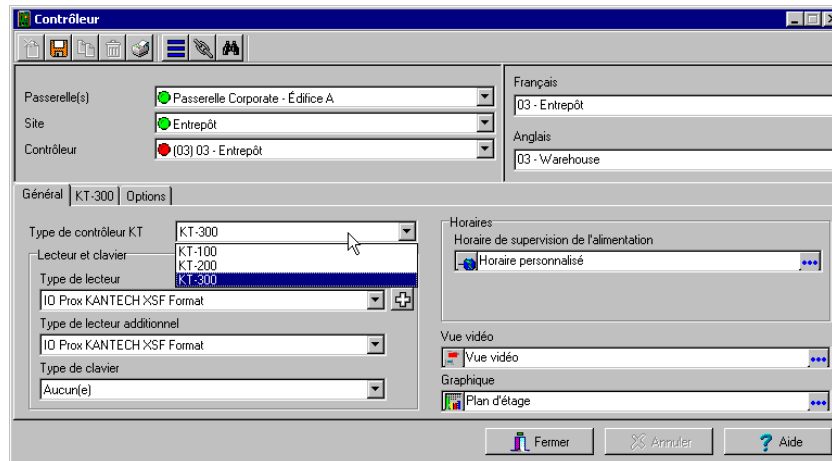 Contrôleur
Passerelle(s)
Passerelle Corporate - Édifice A
Site
Entrepôt
Contrôleur
(03) 03 - Entrepôt
Français
03 - Entrepôt
Anglais
03 - Warehouse
Général
KT-300
Options
Type de contrôleur KT
KT-300
KT-100
KT-200
KT-300
Lecteur et clavier
Type de lecteur
IO Prox KANTECH XSF Format
Type de lecteur additionnel
IO Prox KANTECH XSF Format
Type de clavier
Aucun(e)
Horaires
Horaire de supervision de l'alimentation
Horaire personnalisé
Vue vidéo
Vue vidéo
Graphique
Plan d'étage
Fermer
Annuler
Aide